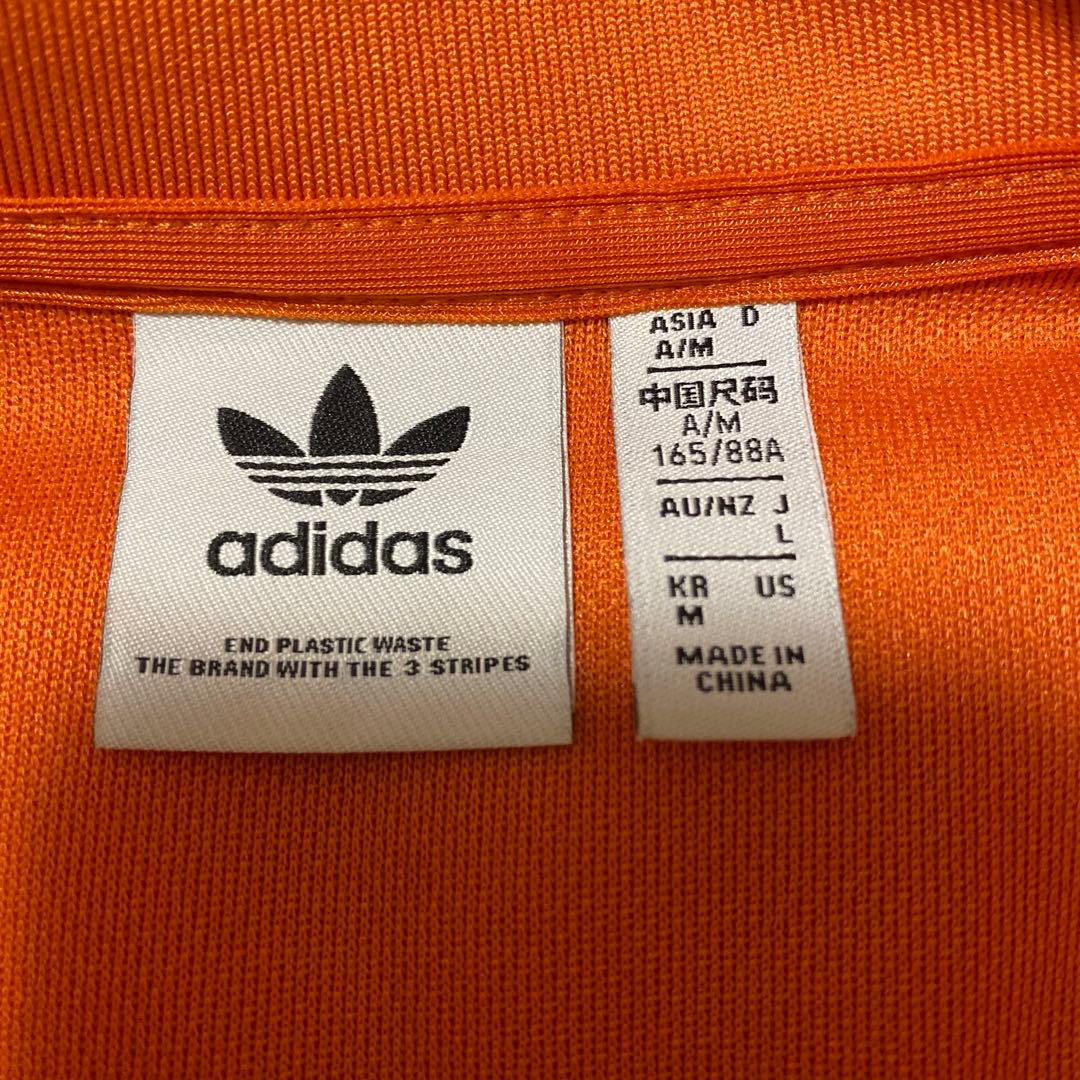 adidas
END PLASTIC WASTE
THE BRAND WITH THE 3 STRIPES
ASIA D
A/M
中国尺码
A/M
165/88A
AU/NZ J
L
KR US
M
MADE IN
CHINA